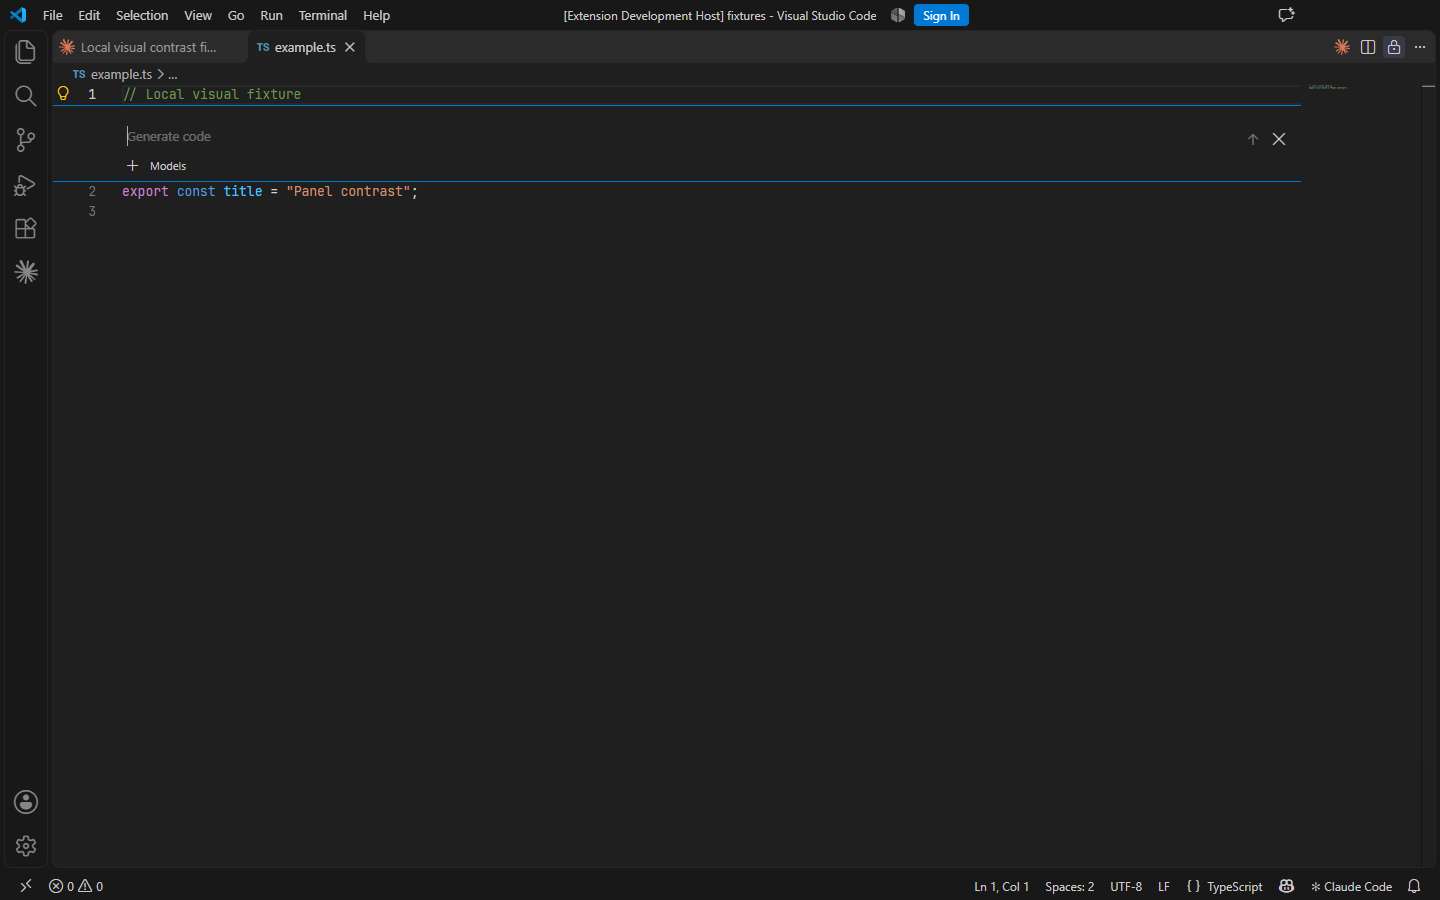 File Edit Selection View Go Run Terminal Help
[Extension Development Host] fixtures - Visual Studio Code
Sign In
Local visual contrast fi...
TS example.ts
TS example.ts > ...
1 // Local visual fixture
Generate code
Models
2 export const title = "Panel contrast";
3
0 0
Ln 1, Col 1 Spaces: 2 UTF-8 LF { } TypeScript Claude Code